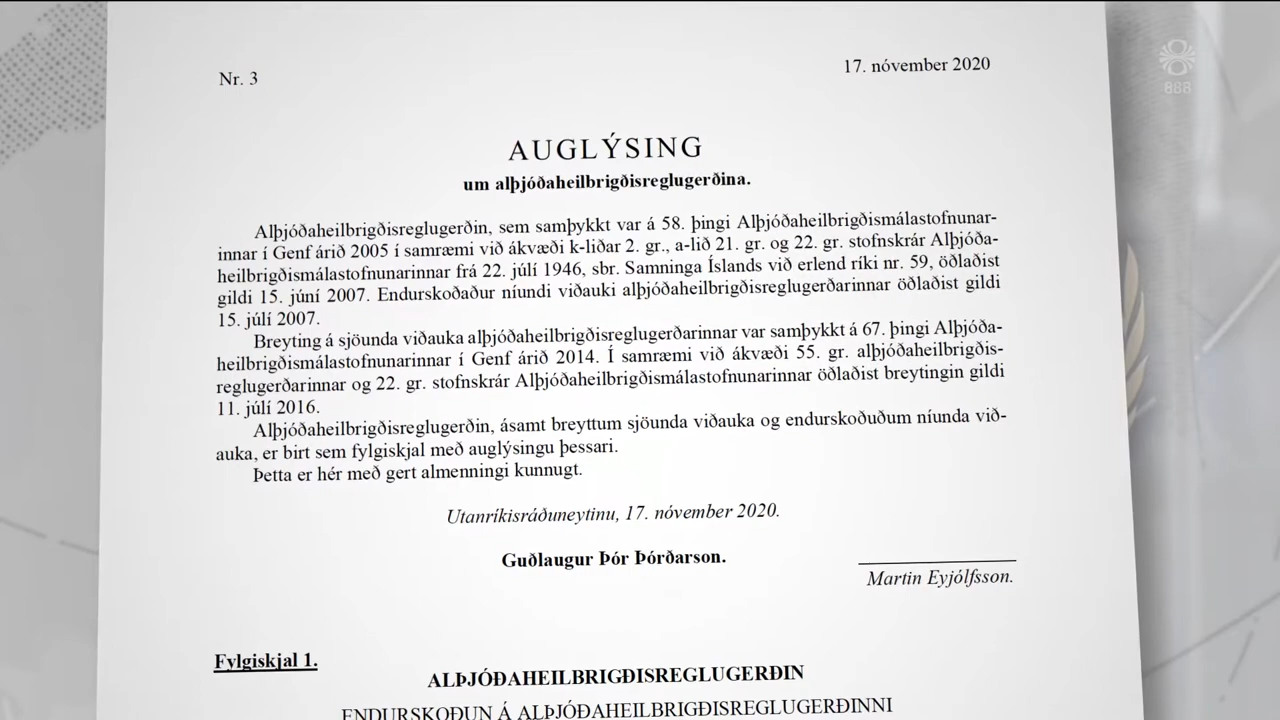 Nr. 3
17. nóvember 2020
888
AUGLÝSING
um alþjóðaheilbrigðisreglugerðina.
Alþjóðaheilbrigðisreglugerðin, sem samþykkt var á 58. þingi Alþjóðaheilbrigðismálastofnunar-
innar í Genf árið 2005 í samræmi við ákvæði k-liðar 2. gr., a-lið 21. gr. og 22. gr. stofnskrár Alþjóða-
heilbrigðismálastofnunarinnar frá 22. júlí 1946, sbr. Samninga Íslands við erlend ríki nr. 59, öðlaðist
gildi 15. júní 2007. Endurskoðaður níundi viðauki alþjóðaheilbrigðisreglugerðarinnar öðlaðist gildi
15. júlí 2007.
Breyting á sjöunda viðauka alþjóðaheilbrigðisreglugerðarinnar var samþykkt á 67. þingi Alþjóða-
heilbrigðismálastofnunarinnar í Genf árið 2014. Í samræmi við ákvæði 55. gr. alþjóðaheilbrigðis-
reglugerðarinnar og 22. gr. stofnskrár Alþjóðaheilbrigðismálastofnunarinnar öðlaðist breytingin gildi
11. júlí 2016.
Alþjóðaheilbrigðisreglugerðin, ásamt breyttum sjöunda viðauka og endurskoðuðum níunda við-
auka, er birt sem fylgiskjal með auglýsingu þessari.
Þetta er hér með gert almenningi kunnugt.
Utanríkisráðuneytinu, 17. nóvember 2020.
Guðlaugur Þór Þórðarson.
Martin Eyjólfsson.
Fylgiskjal 1.
ALÞJÓÐAHEILBRIGÐISREGLUGERÐIN
ENDURSKOÐUN Á ALÞJÓÐAHEILBRIGÐISREGLUGERÐINNI